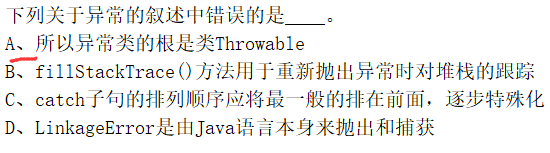 下列关于异常的叙述中错误的是____。
A、所以异常类的根是类Throwable
B、fillStackTrace()方法用于重新抛出异常时对堆栈的跟踪
C、catch子句的排列顺序应将最一般的排在前面，逐步特殊化
D、LinkageError是由Java语言本身来抛出和捕获